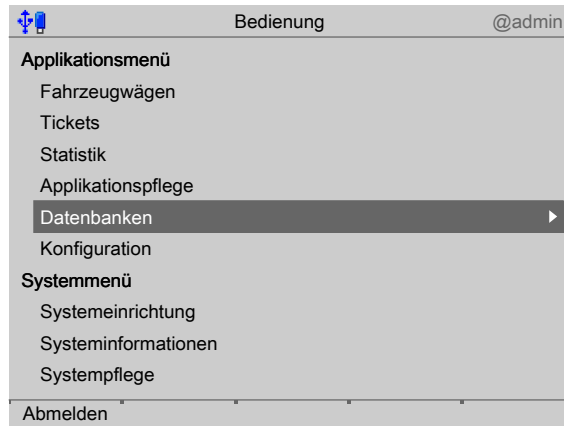 Bedienung @admin
Applikationsmenü
Fahrzeugwägen
Tickets
Statistik
Applikationspflege
Datenbanken
Konfiguration
Systemmenü
Systemeinrichtung
Systeminformationen
Systempflege
Abmelden